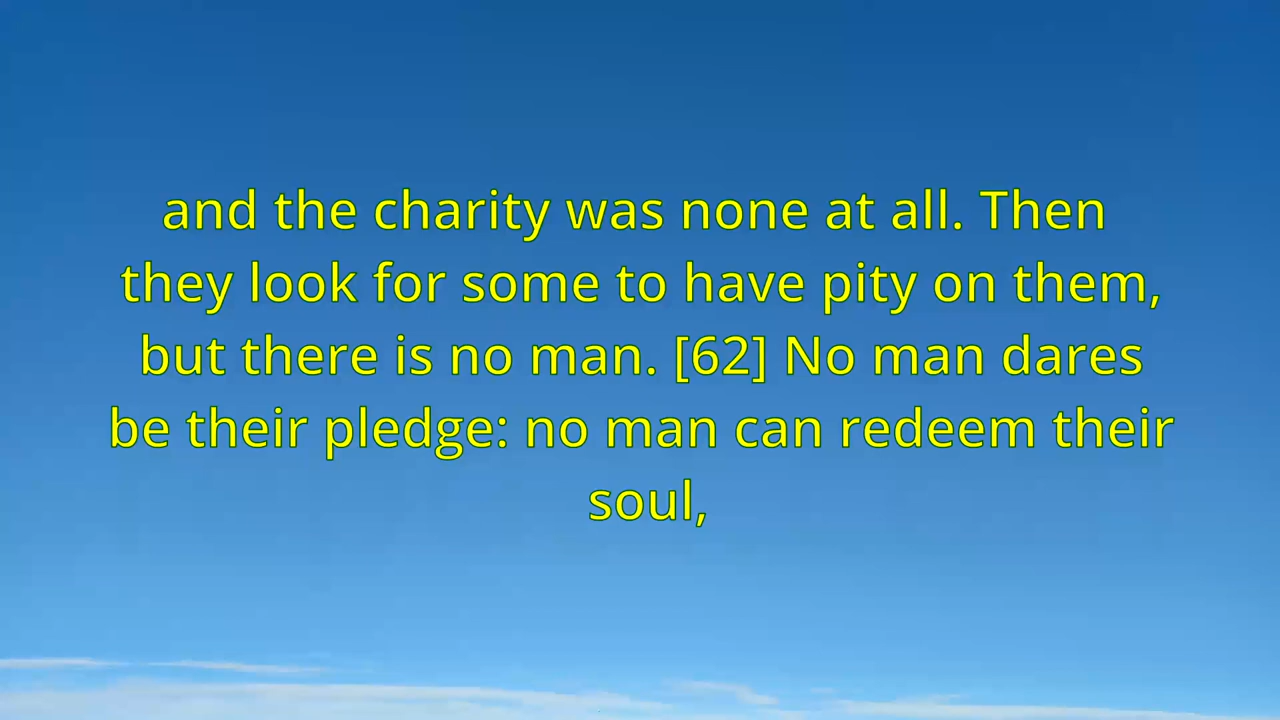 and the charity was none at all. Then
they look for some to have pity on them,
but there is no man. [62] No man dares
be their pledge: no man can redeem their
soul,